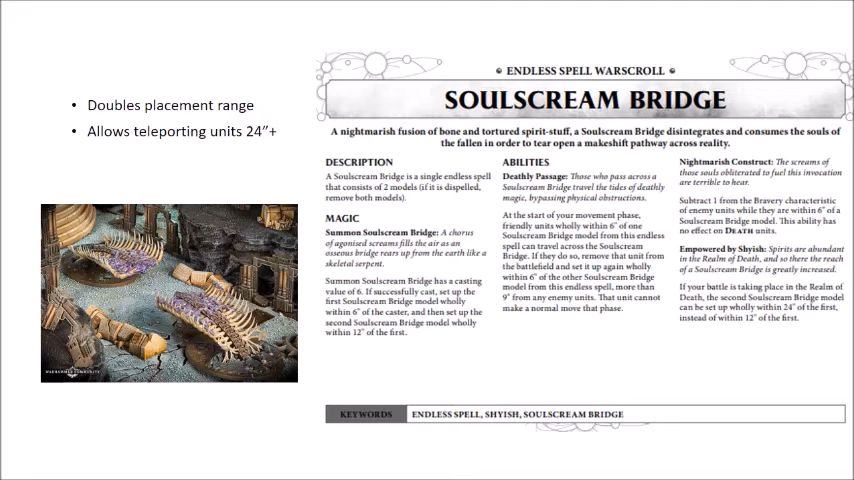 • Doubles placement range
• Allows teleporting units 24"+
WARHAMMER COMMUNITY
ENDLESS SPELL WARSCROLL
SOULSCREAM BRIDGE
A nightmarish fusion of bone and tortured spirit-stuff, a Soulscream Bridge disintegrates and consumes the souls of
the fallen in order to tear open a makeshift pathway across reality.
DESCRIPTION
A Soulscream Bridge is a single endless spell
that consists of 2 models (if it is dispelled,
remove both models).
MAGIC
Summon Soulscream Bridge: A chorus
of agonised screams fills the air as an
osseous bridge rears up from the earth like a
skeletal serpent.
Summon Soulscream Bridge has a casting
value of 6. If successfully cast, set up the
first Soulscream Bridge model wholly
within 6" of the caster, and then set up the
second Soulscream Bridge model wholly
within 12" of the first.
ABILITIES
Deathly Passage: Those who pass across a
Soulscream Bridge travel the tides of deathly
magic, bypassing physical obstructions.
At the start of your movement phase,
friendly units wholly within 6" of one
Soulscream Bridge model from this endless
spell can travel across the Soulscream
Bridge. If they do so, remove that unit from
the battlefield and set it up again wholly
within 6" of the other Soulscream Bridge
model from this endless spell, more than
9" from any enemy units. That unit cannot
make a normal move that phase.
Nightmarish Construct: The screams of
those souls obliterated to fuel this invocation
are terrible to hear.
Subtract 1 from the Bravery characteristic
of enemy units while they are within 6" of a
Soulscream Bridge model. This ability has
no effect on DEATH units.
Empowered by Shyish: Spirits are abundant
in the Realm of Death, and so there the reach
of a Soulscream Bridge is greatly increased.
If your battle is taking place in the Realm of
Death, the second Soulscream Bridge model
can be set up wholly within 24" of the first,
instead of within 12" of the first.
KEYWORDS ENDLESS SPELL, SHYISH, SOULSCREAM BRIDGE